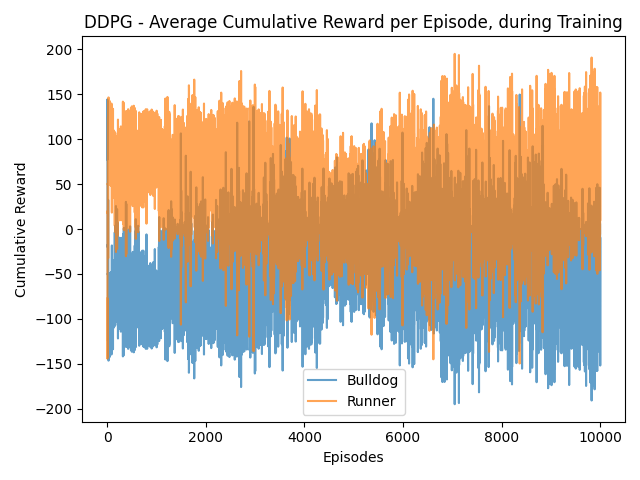 DDPG - Average Cumulative Reward per Episode, during Training
200
150
100
50
0
−50
−100
−150
−200
Cumulative Reward
Bulldog
Runner
0 2000 4000 6000 8000 10000
Episodes